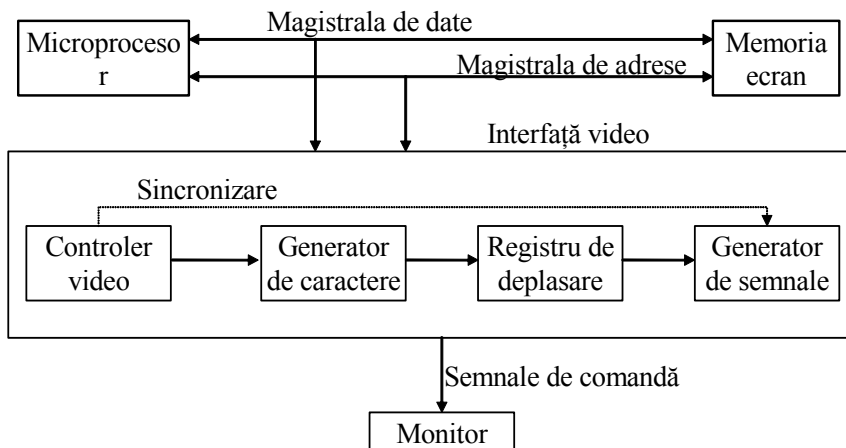 Magistrala de date
Microproceso
r
Memoria
ecran
Magistrala de adrese
Interfață video
Sincronizare
Controler
video
Generator
de caractere
Registru de
deplasare
Generator
de semnale
Semnale de comandă
Monitor